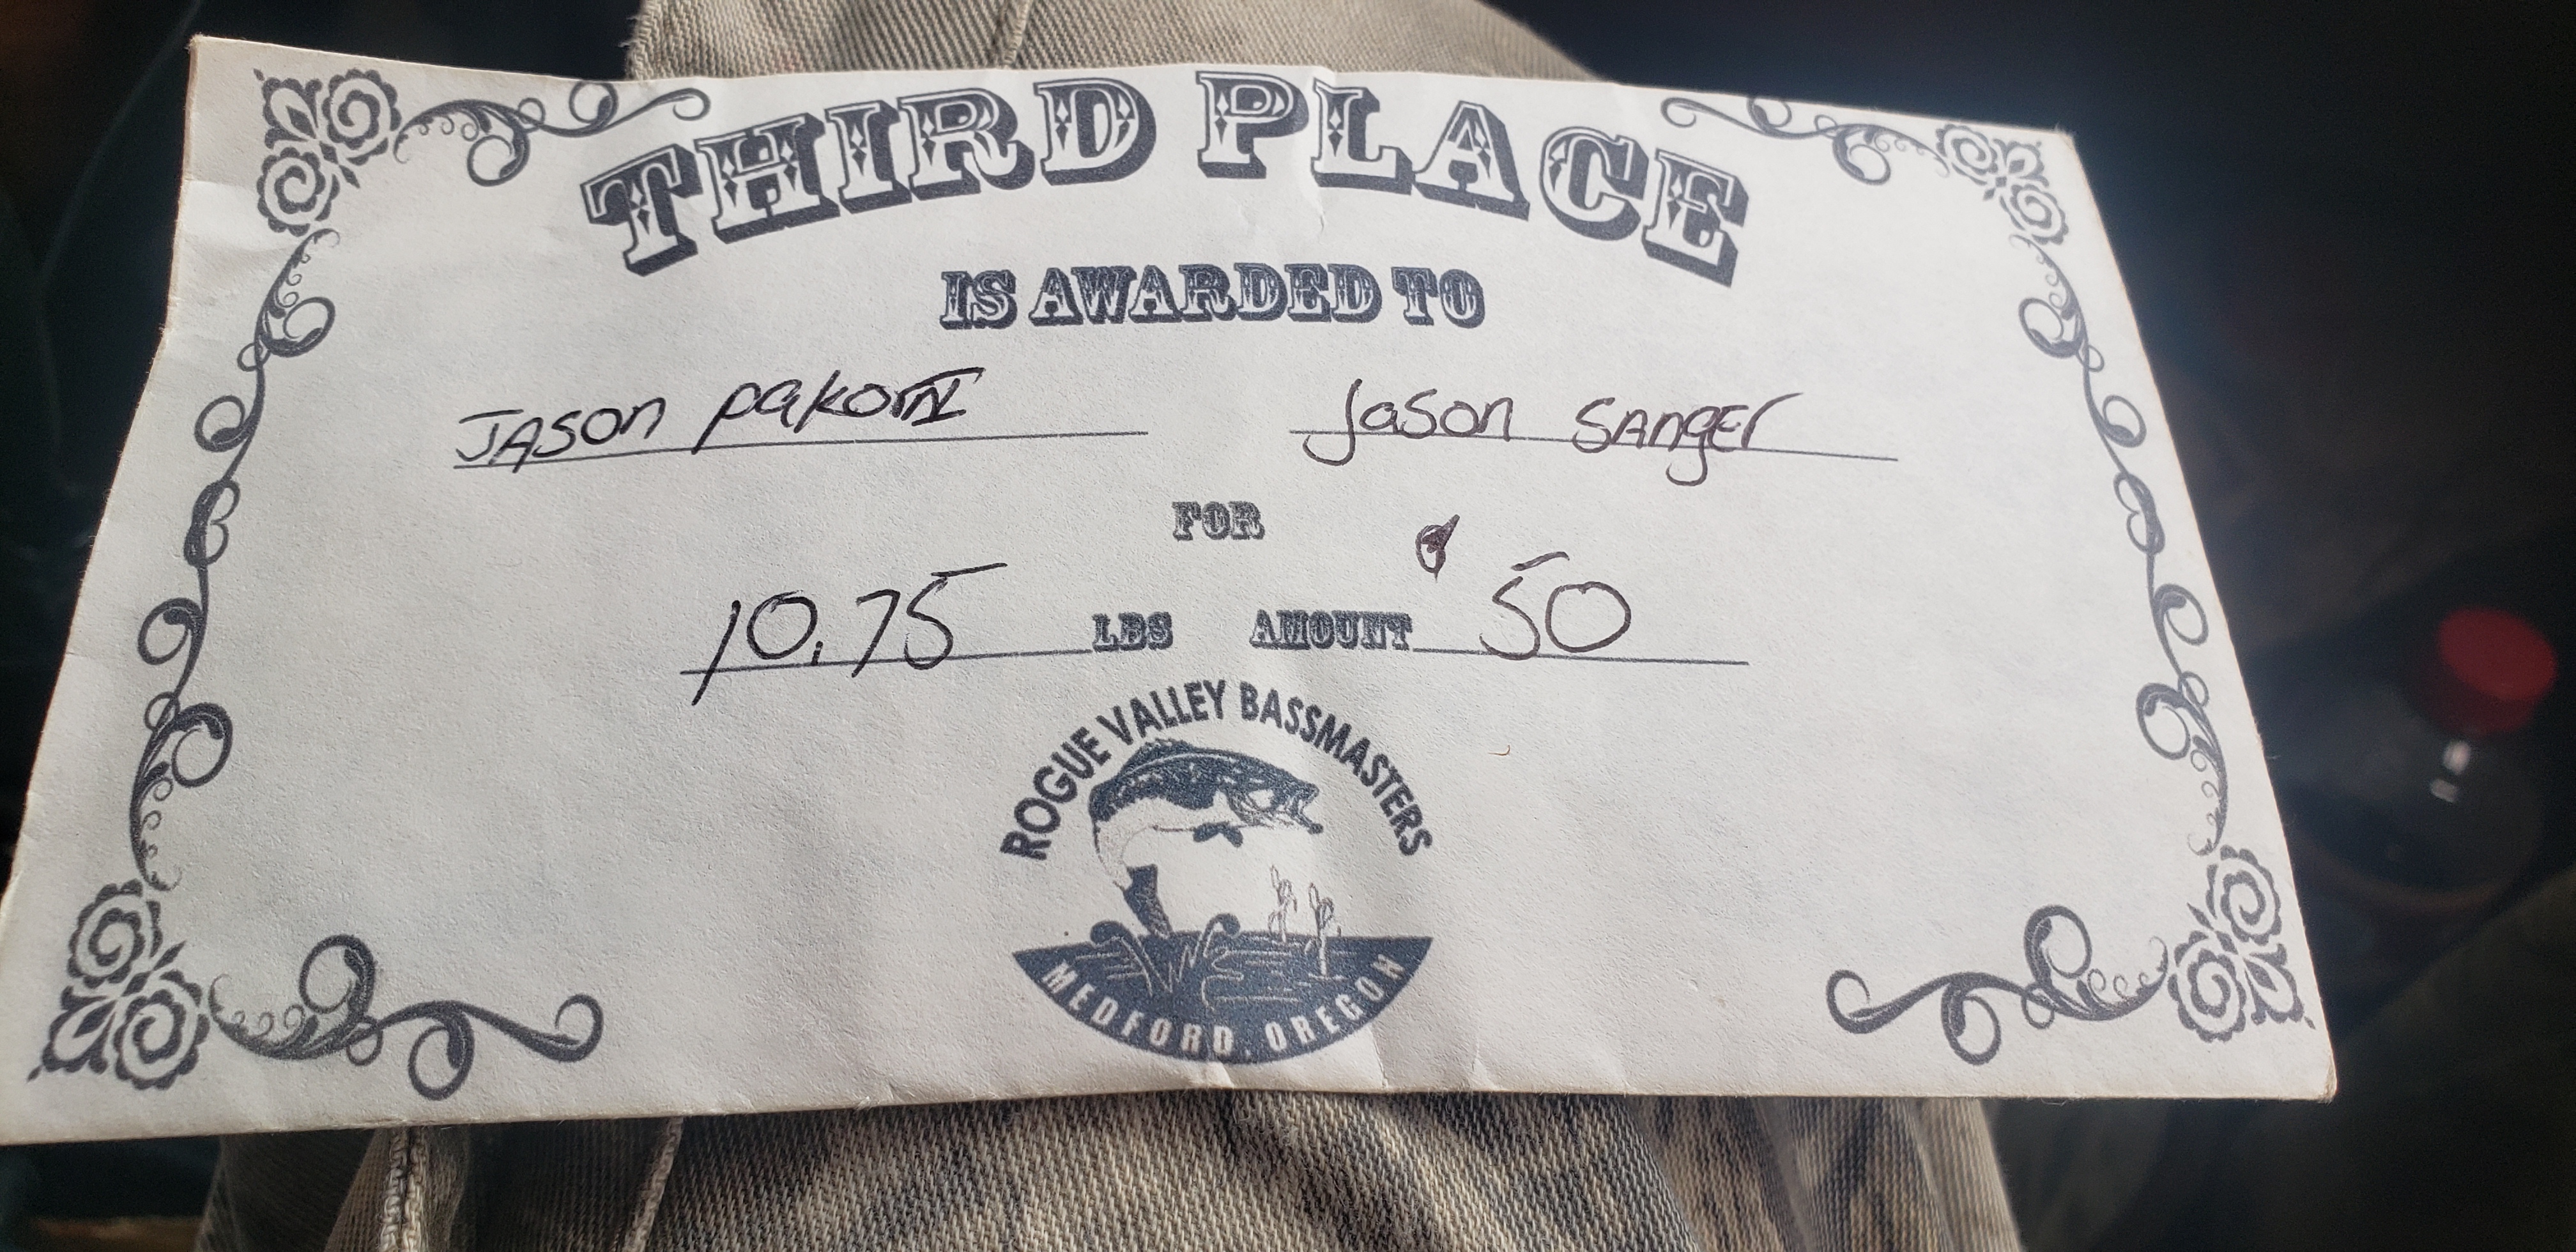 THIRD PLACE
IS AWARDED TO
JASON Jason SANGER
FOR
10.75 LBS AMOUNT 50
ROGUE VALLEY BASSMASTERS
MEDFORD, OREGON